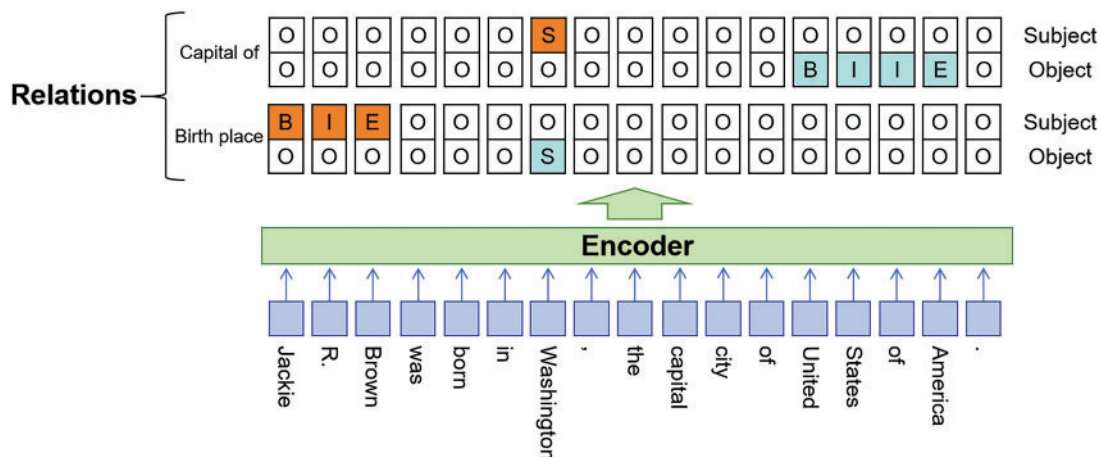 O O O O O O S O O O O O O O O O O Subject
Capital of
O O O O O O O O O O O O B I I E O Object
Relations
B I E O O O O O O O O O O O O O O Subject
Birth place
O O O O O O S O O O O O O O O O O Object
Encoder
Jackie R. Brown was born in Washington , the capital city of United States of America .